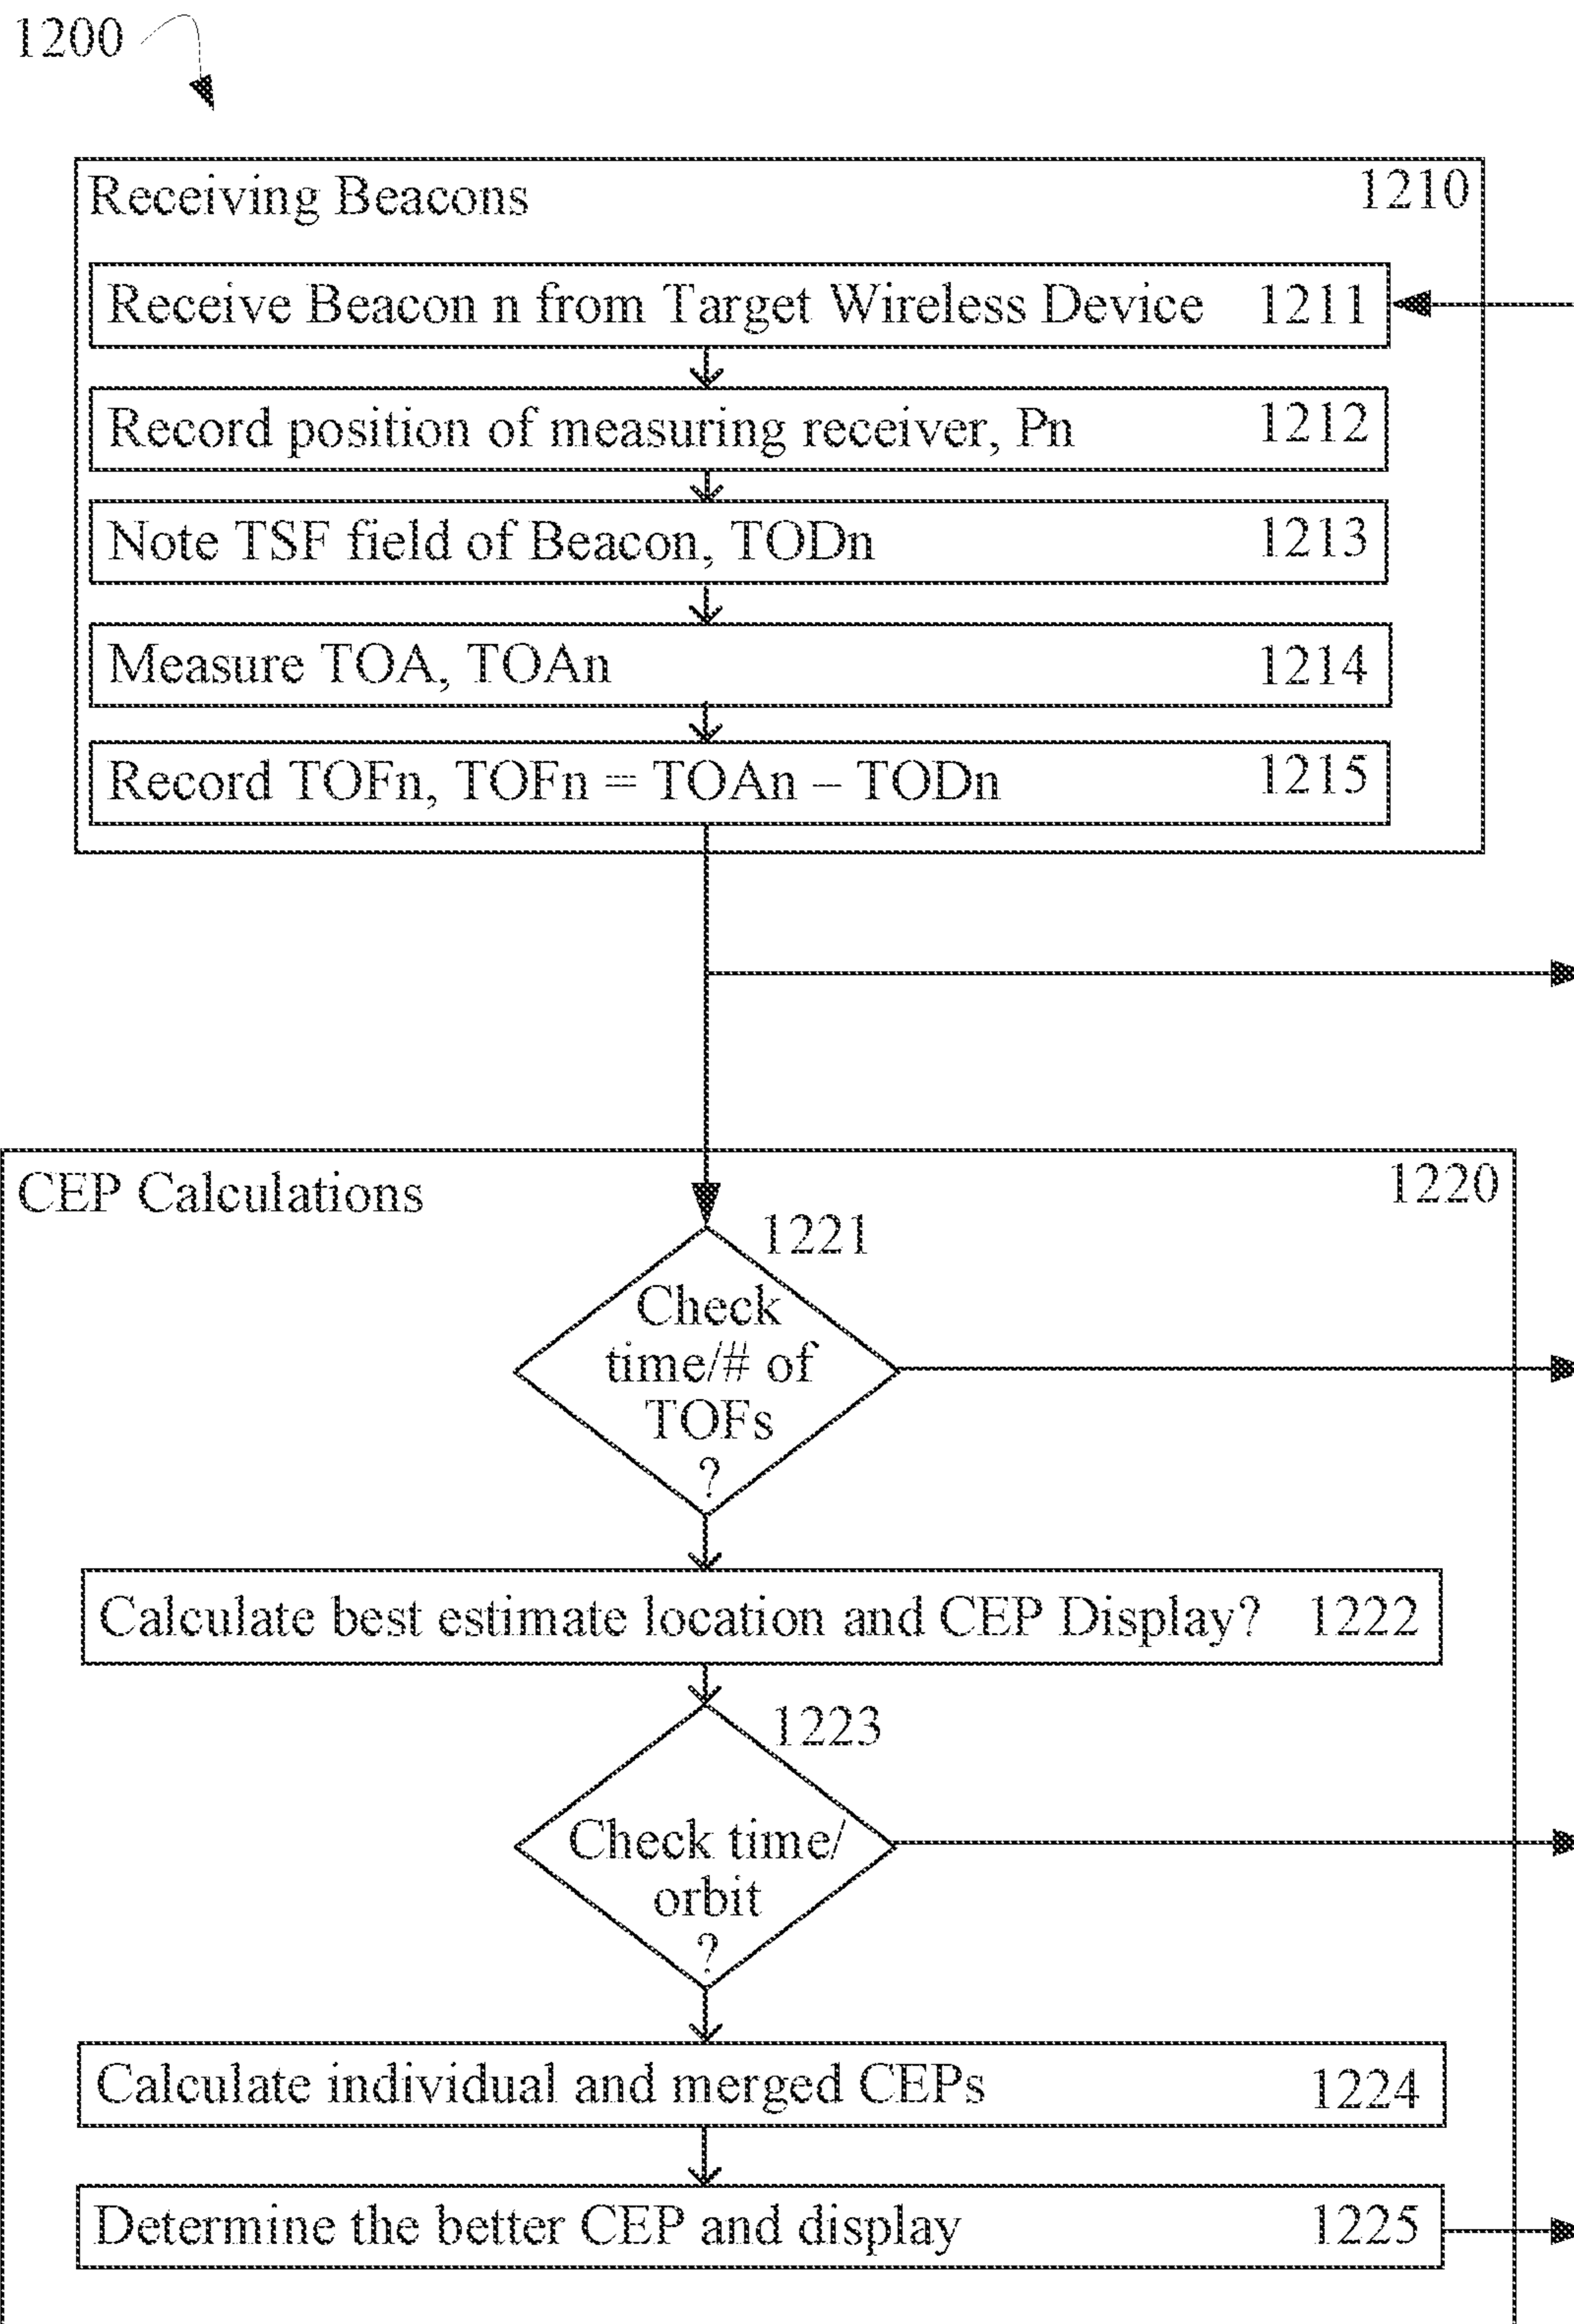 1200
Receiving Beacons 1210
Receive Beacon n from Target Wireless Device 1211
Record position of measuring receiver, Pn 1212
Note TSF field of Beacon, TODn 1213
Measure TOA, TOAn 1214
Record TOFn, TOFn = TOAn – TODn 1215
CEP Calculations 1220
1221
Check
time/# of
TOFs
?
Calculate best estimate location and CEP Display? 1222
1223
Check time/
orbit
?
Calculate individual and merged CEPs 1224
Determine the better CEP and display 1225